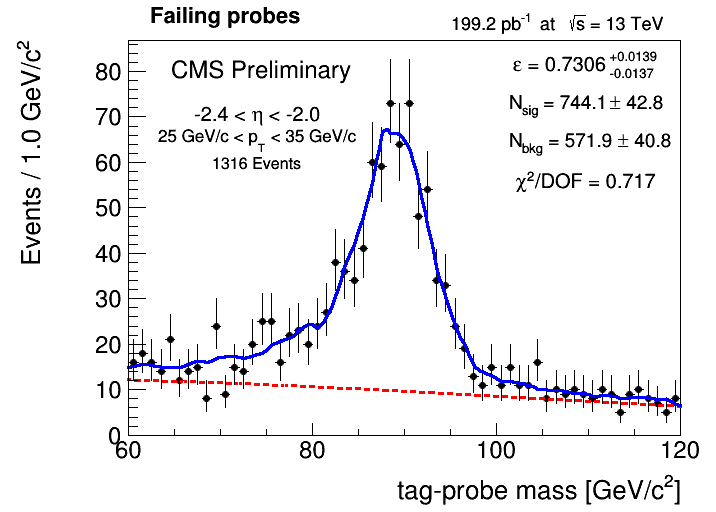 Failing probes
199.2 pb⁻¹ at √s = 13 TeV
CMS Preliminary
-2.4 < η < -2.0
25 GeV/c < p_T < 35 GeV/c
1316 Events
ε = 0.7306 +0.0139 -0.0137
N_sig = 744.1 ± 42.8
N_bkg = 571.9 ± 40.8
χ²/DOF = 0.717
Events / 1.0 GeV/c²
80
70
60
50
40
30
20
10
0
60 80 100 120
tag-probe mass [GeV/c²]